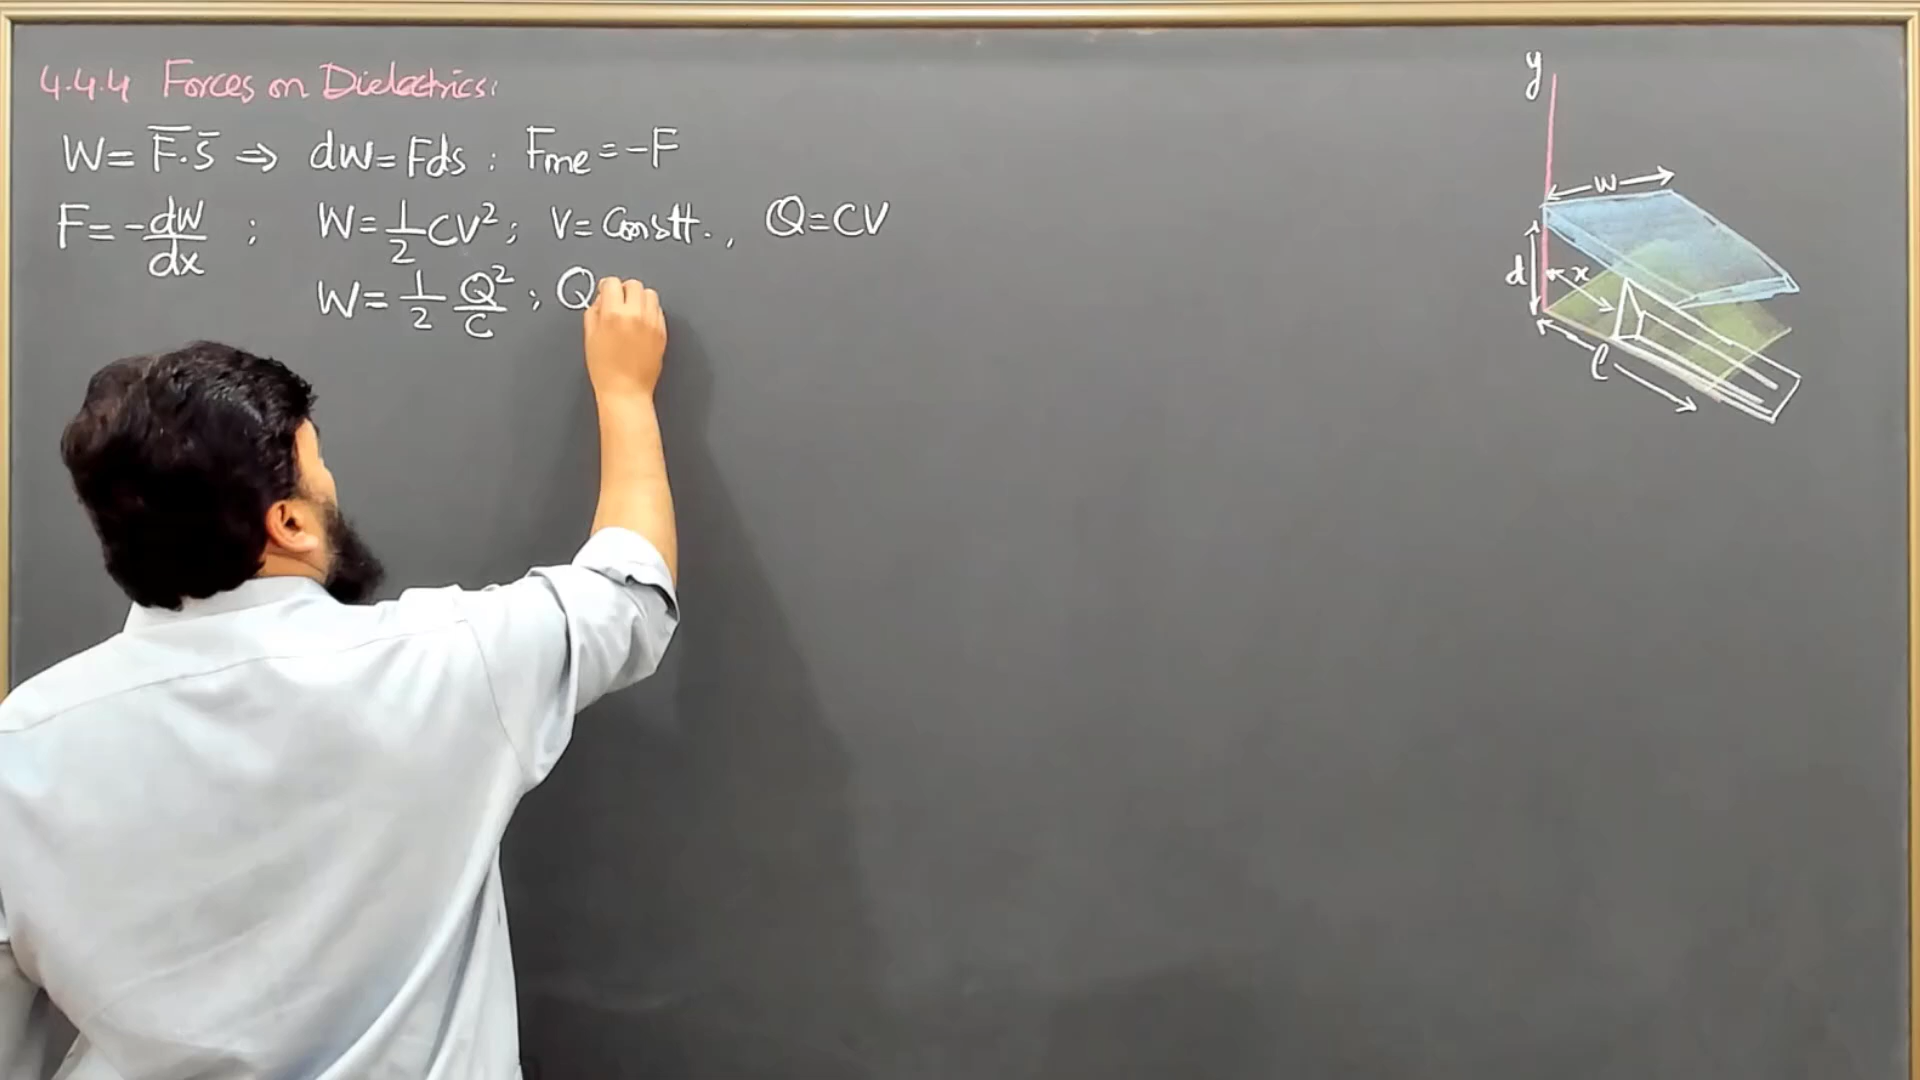 4.4.4 Forces on Dielectrics:
W = F̅.s̅ ⇒ dW = Fds ; Fme = -F
F = -dW/dx ; W = 1/2 CV² ; V = Constt. , Q = CV
W = 1/2 Q²/C ; Q
y
w
d
x
l